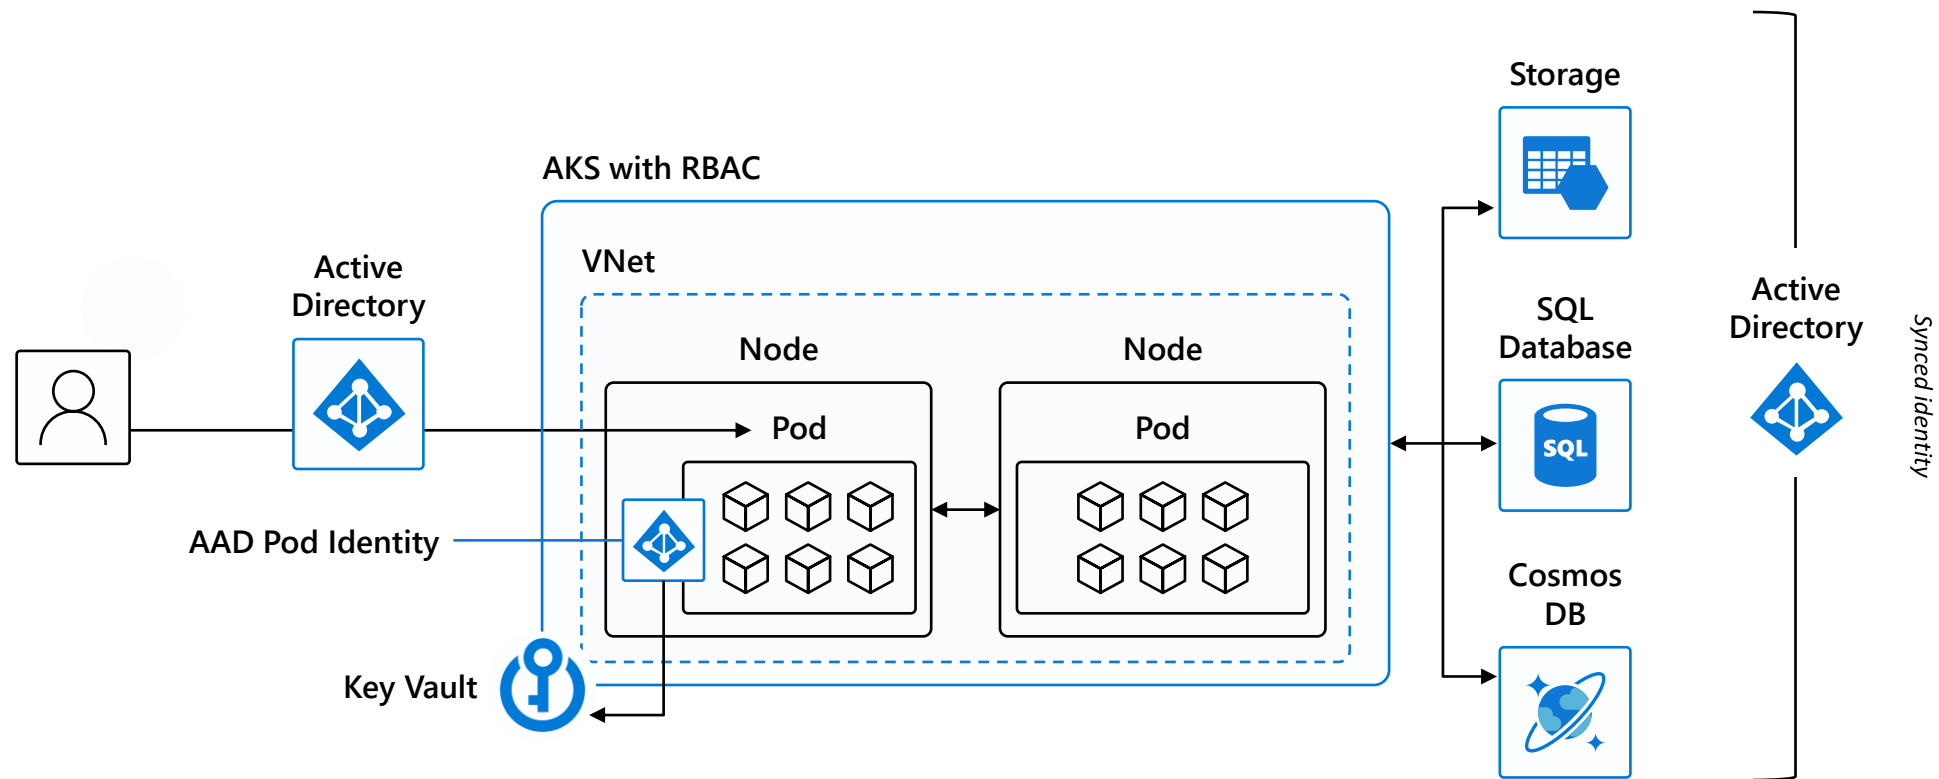 Storage
AKS with RBAC
VNet
Active
Directory
Node
Node
Pod
Pod
AAD Pod Identity
Key Vault
SQL
Database
SQL
Cosmos
DB
Active
Directory
Synced identity